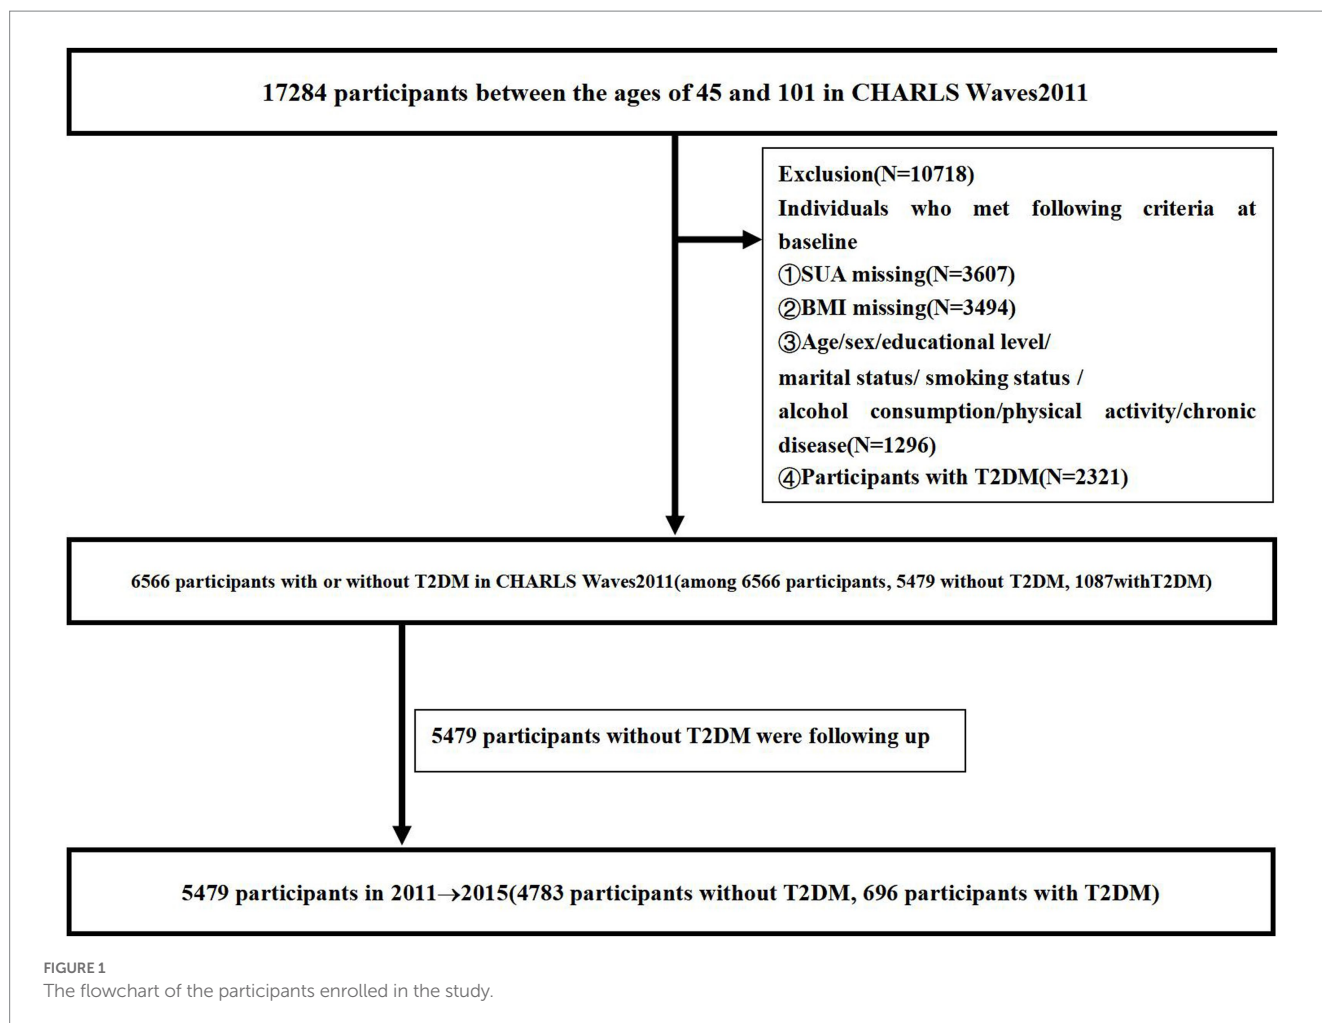 17284 participants between the ages of 45 and 101 in CHARLS Waves2011
Exclusion(N=10718)
Individuals who met following criteria at
baseline
①SUA missing(N=3607)
②BMI missing(N=3494)
③Age/sex/educational level/
marital status/ smoking status /
alcohol consumption/physical activity/chronic
disease(N=1296)
④Participants with T2DM(N=2321)
6566 participants with or without T2DM in CHARLS Waves2011(among 6566 participants, 5479 without T2DM, 1087withT2DM)
5479 participants without T2DM were following up
5479 participants in 2011→2015(4783 participants without T2DM, 696 participants with T2DM)
FIGURE 1
The flowchart of the participants enrolled in the study.